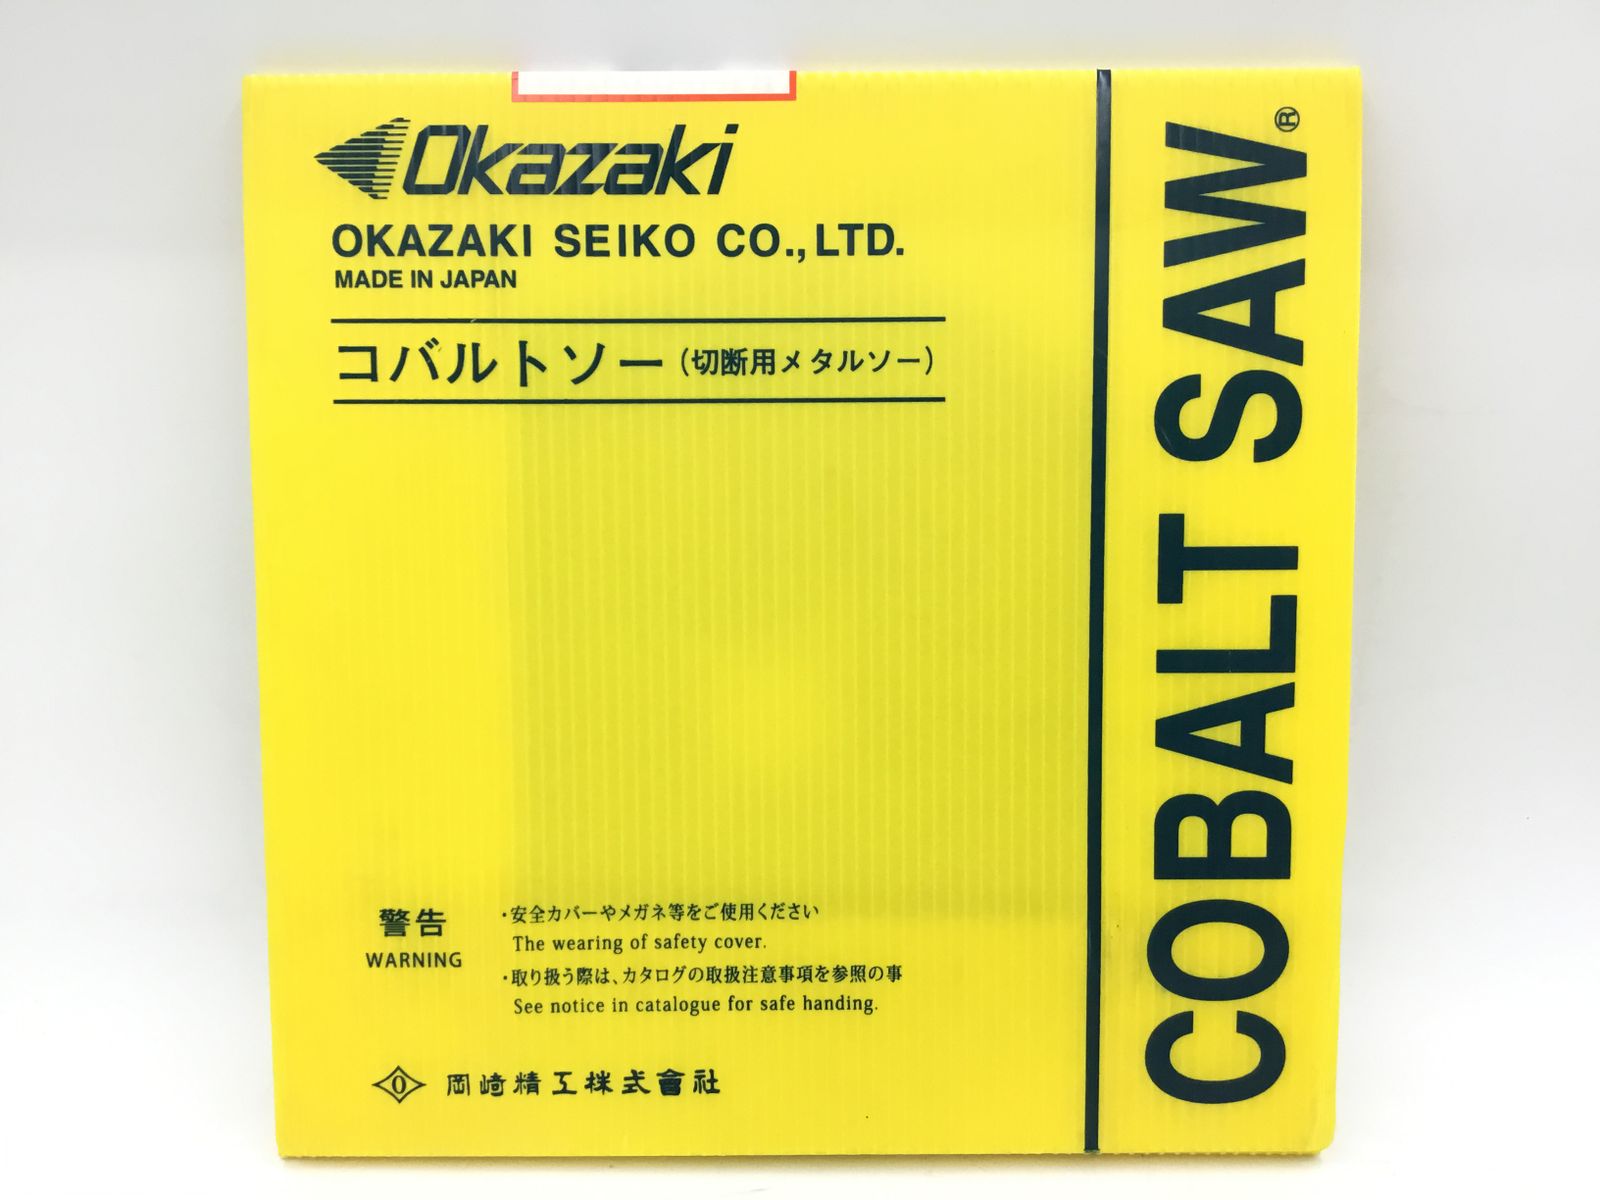 Okazaki
OKAZAKI SEIKO CO.,LTD.
MADE IN JAPAN
コバルトソー(切断用メタルソー)
COBALT SAW®
警告
WARNING
・安全カバーやメガネ等をご使用ください
The wearing of safety cover.
・取り扱う際は、カタログの取扱注意事項を参照の事
See notice in catalogue for safe handing.
O 岡崎精工株式會社